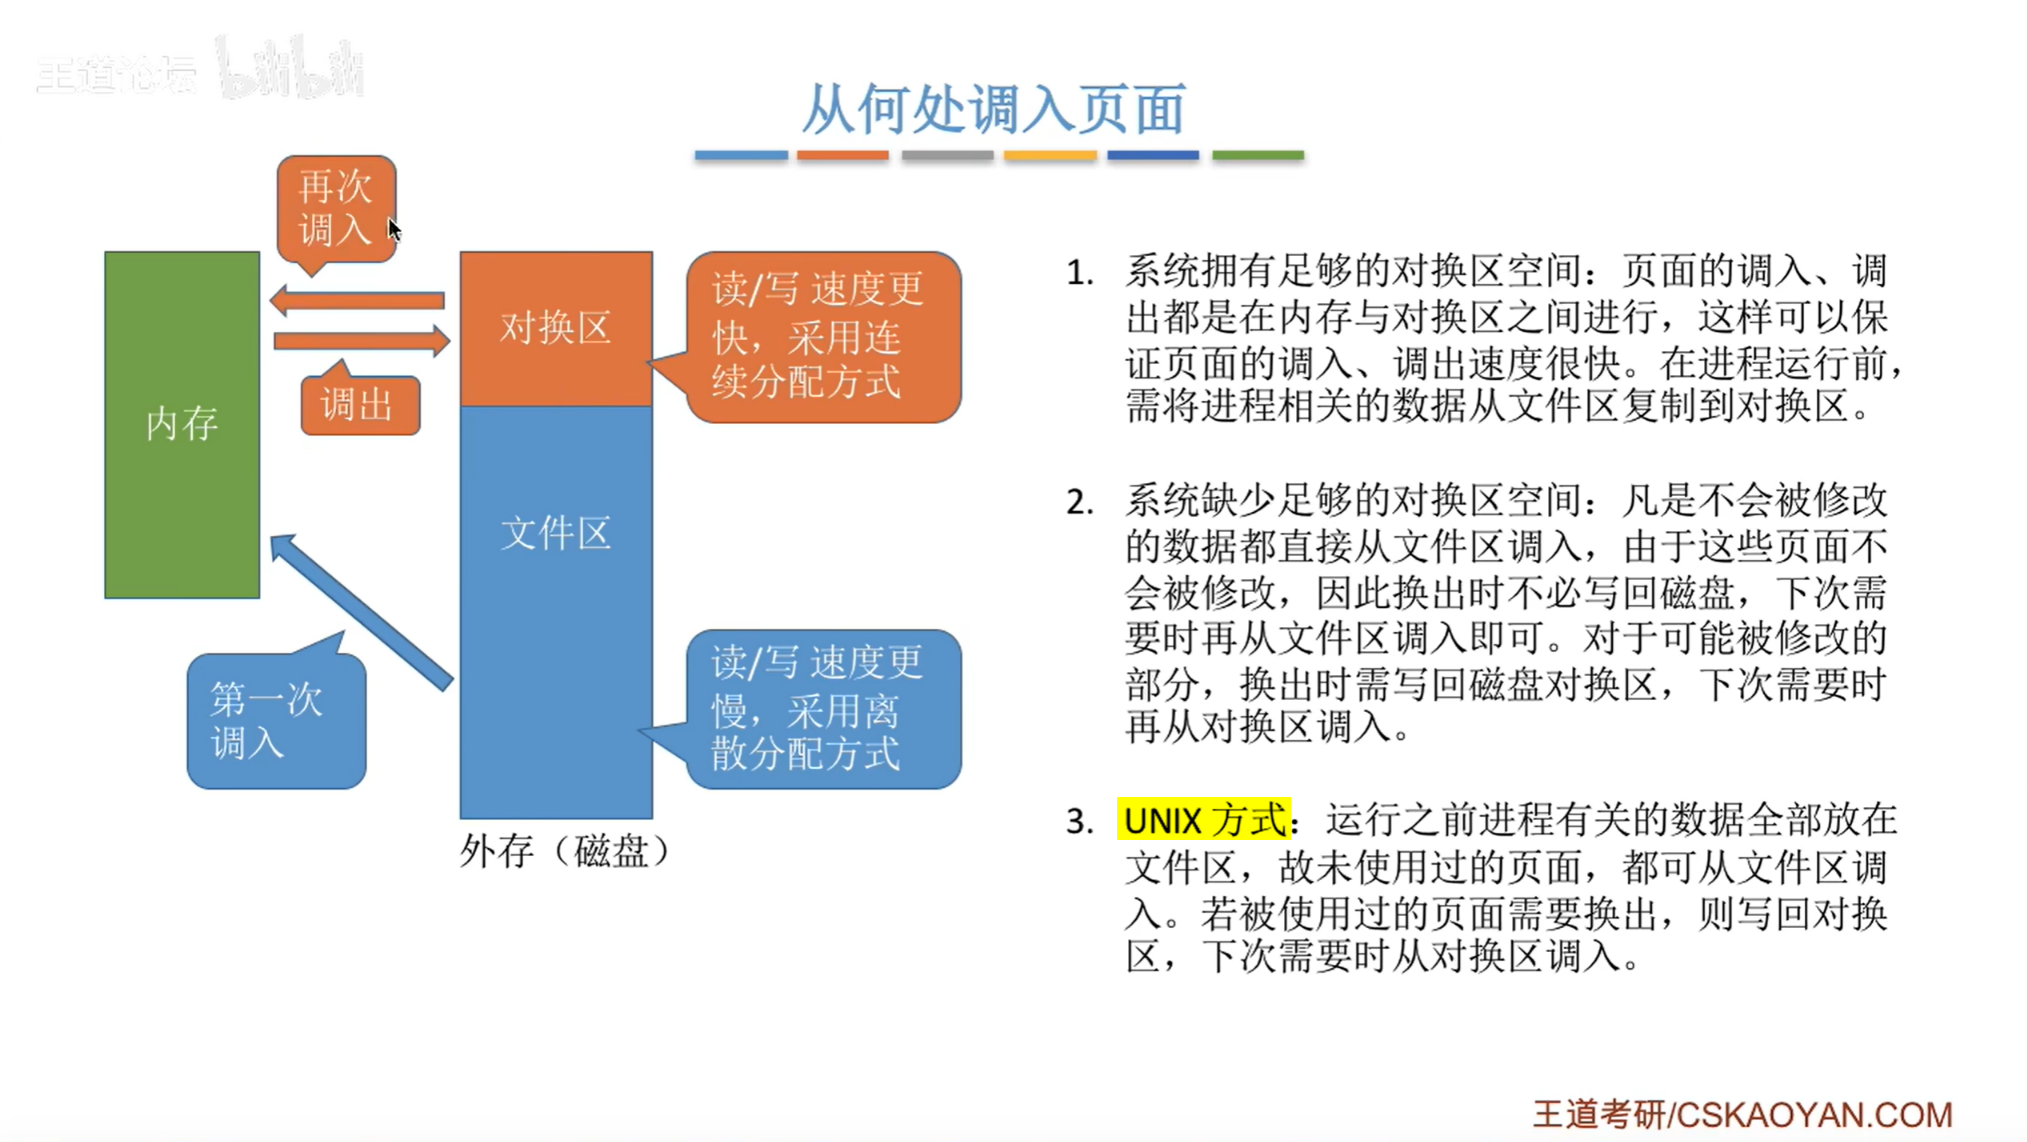 王道论坛 bilibili
从何处调入页面
再次
调入
调出
内存
对换区
文件区
读/写 速度更
快，采用连
续分配方式
第一次
调入
读/写 速度更
慢，采用离
散分配方式
外存（磁盘）
1. 系统拥有足够的对换区空间：页面的调入、调
出都是在内存与对换区之间进行，这样可以保
证页面的调入、调出速度很快。在进程运行前，
需将进程相关的数据从文件区复制到对换区。
2. 系统缺少足够的对换区空间：凡是不会被修改
的数据都直接从文件区调入，由于这些页面不
会被修改，因此换出时不必写回磁盘，下次需
要时再从文件区调入即可。对于可能被修改的
部分，换出时需写回磁盘对换区，下次需要时
再从对换区调入。
3. UNIX 方式：运行之前进程有关的数据全部放在
文件区，故未使用过的页面，都可从文件区调
入。若被使用过的页面需要换出，则写回对换
区，下次需要时从对换区调入。
王道考研/CSKAOYAN.COM